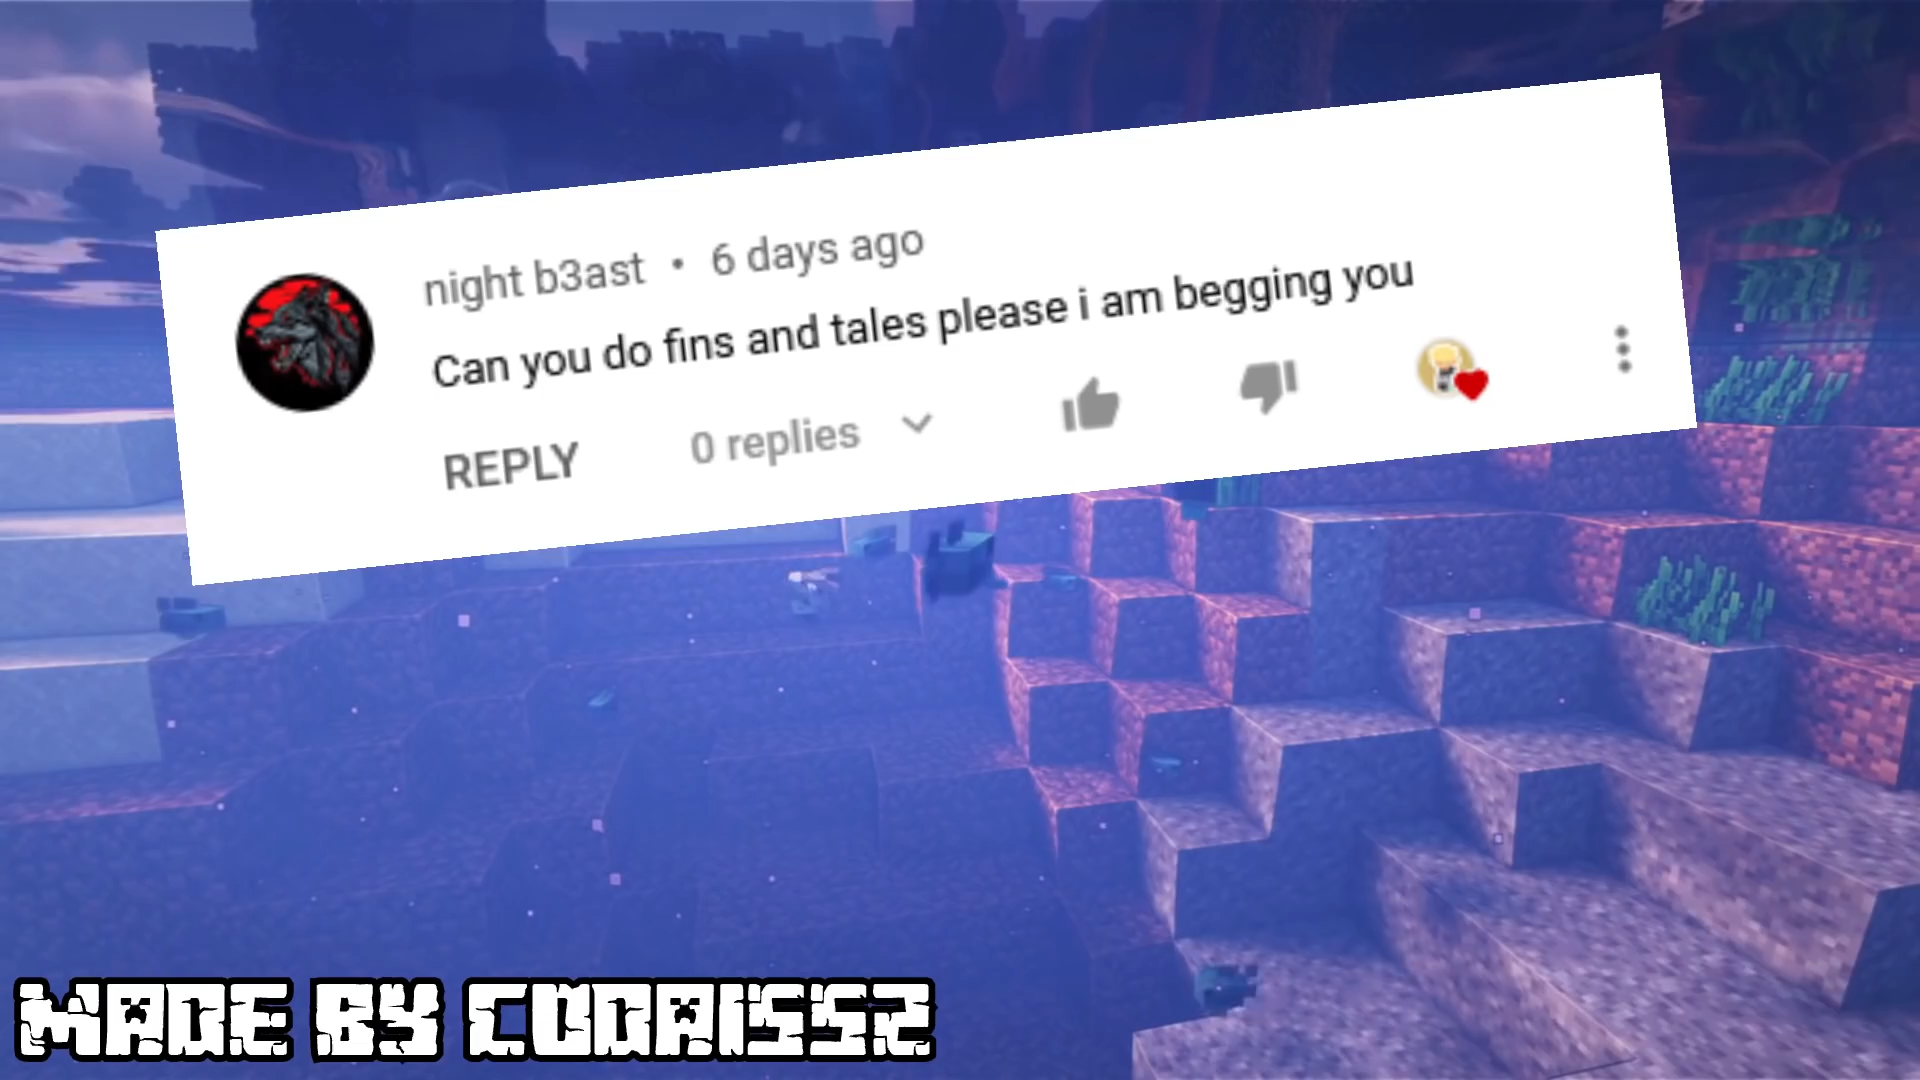 night b3ast • 6 days ago
Can you do fins and tales please i am begging you
REPLY 0 replies
MADE BY CODAISSZ